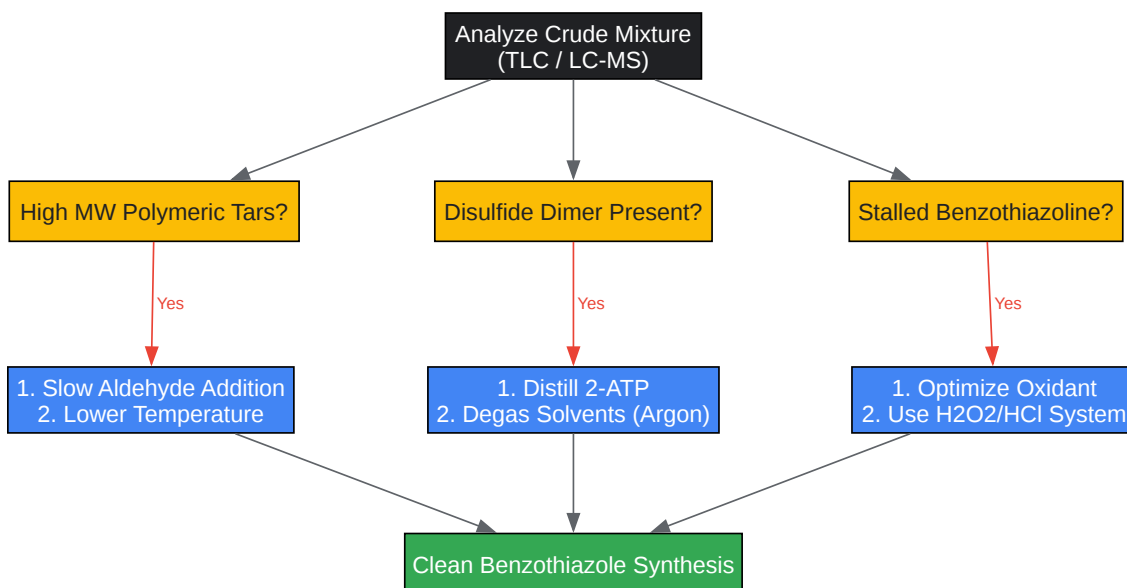 Analyze Crude Mixture
(TLC / LC-MS)
High MW Polymeric Tars?
Disulfide Dimer Present?
Stalled Benzothiazoline?
Yes
Yes
Yes
1. Slow Aldehyde Addition
2. Lower Temperature
1. Distill 2-ATP
2. Degas Solvents (Argon)
1. Optimize Oxidant
2. Use H2O2/HCl System
Clean Benzothiazole Synthesis